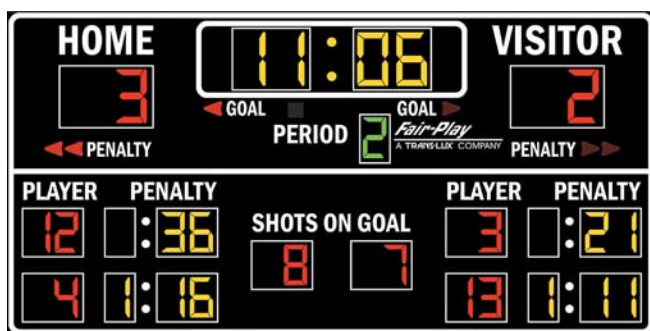 HOME 11:06 VISITOR
3 2
GOAL GOAL
PERIOD 2 Fair-Play
A TRANS-LUX COMPANY
PENALTY PENALTY
PLAYER PENALTY PLAYER PENALTY
12 :36 SHOTS ON GOAL 3 :21
8 7
4 1:16 13 1:11